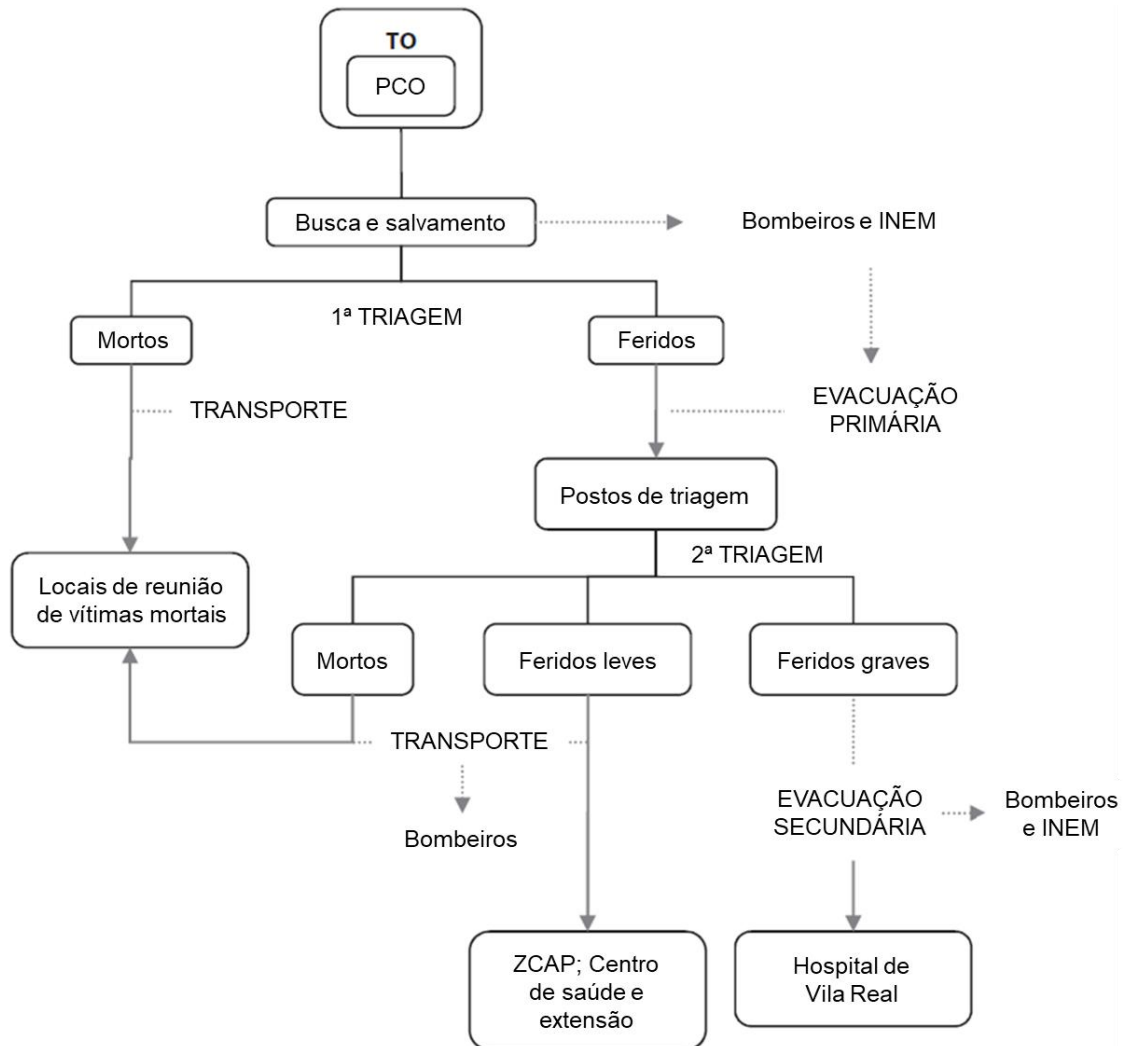 TO
PCO
Busca e salvamento
Bombeiros e INEM
1ª TRIAGEM
Mortos
Feridos
TRANSPORTE
EVACUAÇÃO
PRIMÁRIA
Postos de triagem
2ª TRIAGEM
Locais de reunião
de vítimas mortais
Mortos
Feridos leves
Feridos graves
TRANSPORTE
Bombeiros
EVACUAÇÃO
SECUNDÁRIA
Bombeiros
e INEM
ZCAP; Centro
de saúde e
extensão
Hospital de
Vila Real